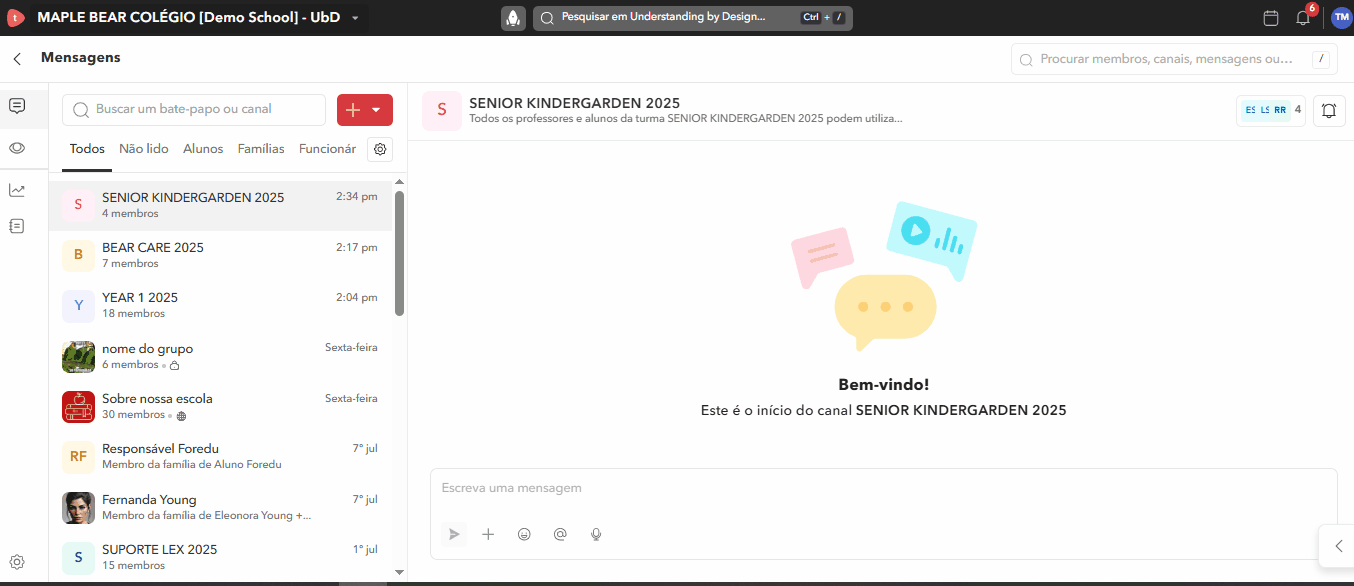 MAPLE BEAR COLÉGIO [Demo School] - UbD
Pesquisar em Understanding by Design...
Ctrl + /
6
TM
Mensagens
Procurar membros, canais, mensagens ou...
/
Buscar um bate-papo ou canal
Todos Não lido Alunos Famílias Funcionár
S
SENIOR KINDERGARDEN 2025
2:34 pm
4 membros
B
BEAR CARE 2025
2:17 pm
7 membros
Y
YEAR 1 2025
2:04 pm
18 membros
nome do grupo
Sexta-feira
6 membros
Sobre nossa escola
Sexta-feira
30 membros
RF
Responsável Foredu
7º jul
Membro da família de Aluno Foredu
Fernanda Young
7º jul
Membro da família de Eleonora Young +...
S
SUPORTE LEX 2025
1º jul
15 membros
S
SENIOR KINDERGARDEN 2025
Todos os professores e alunos da turma SENIOR KINDERGARDEN 2025 podem utiliza...
ES LS RR 4
Bem-vindo!
Este é o início do canal SENIOR KINDERGARDEN 2025
Escreva uma mensagem